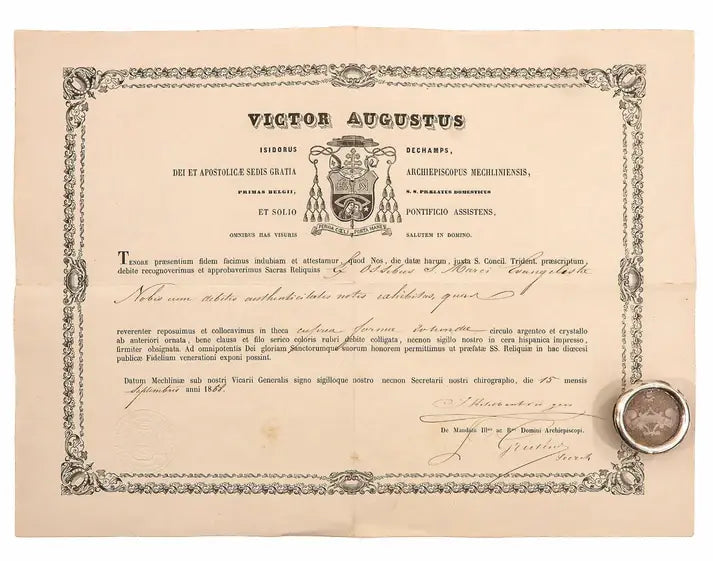 VICTOR AUGUSTUS
ISIDORUS DECHAMPS,
DEI ET APOSTOLICÆ SEDIS GRATIA ARCHIEPISCOPUS MECHLINIENSIS,
PRIMAS BELGII, S. S. PRÆLATUS DOMESTICUS
ET SOLIO PONTIFICIO ASSISTENS,
PANDA CŒLI PORTA MANES
OMNIBUS HAS VISURIS SALUTEM IN DOMINO.
TENORE præsentium fidem facimus indubiam et attestamur, quod Nos, die datæ harum, juxta S. Concil. Trident. præscriptum,
debite recognoverimus et approbaverimus Sacras Reliquias Ex Ossibus S. Marci Evangelistæ
Nobis cum debitis authenticitatis notis exhibitas, quas
reverenter reposuimus et collocavimus in theca cuprea formæ rotundæ circulo argenteo et crystallo
ab anteriori ornata, bene clausa et filo serico coloris rubri debite colligata, necnon sigillo nostro in cera hispanica impresso,
firmiter obsignata. Ad omnipotentis Dei gloriam Sanctorumque suorum honorem permittimus ut præfatæ SS. Reliquiæ in hac diœcesi
publicæ Fidelium venerationi exponi possint.
Datum Mechliniæ sub nostri Vicarii Generalis signo sigilloque nostro necnon Secretarii nostri chirographo, die 15 mensis
Septembris anni 1868.
De Mandato Illmi ac Rmi Domini Archiepiscopi.